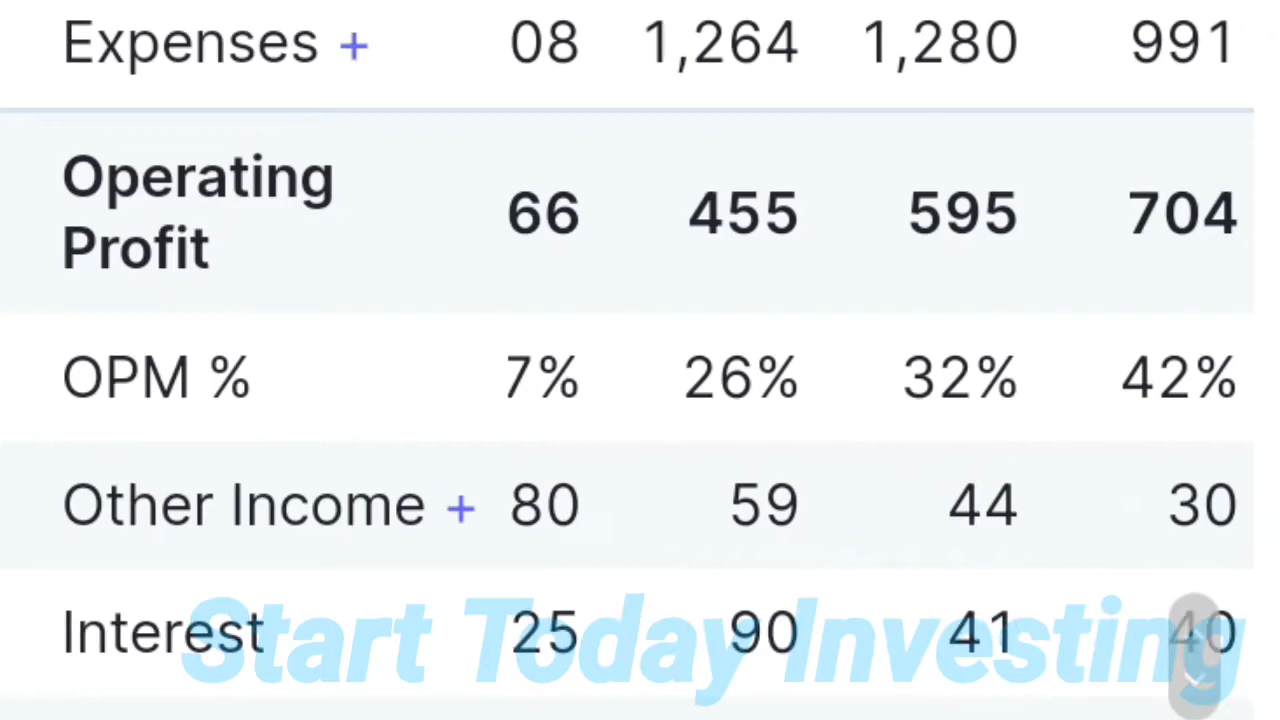 Expenses + 08 1,264 1,280 991
Operating
Profit 66 455 595 704
OPM % 7% 26% 32% 42%
Other Income + 80 59 44 30
Interest 25 90 41 40
Start Today Investing